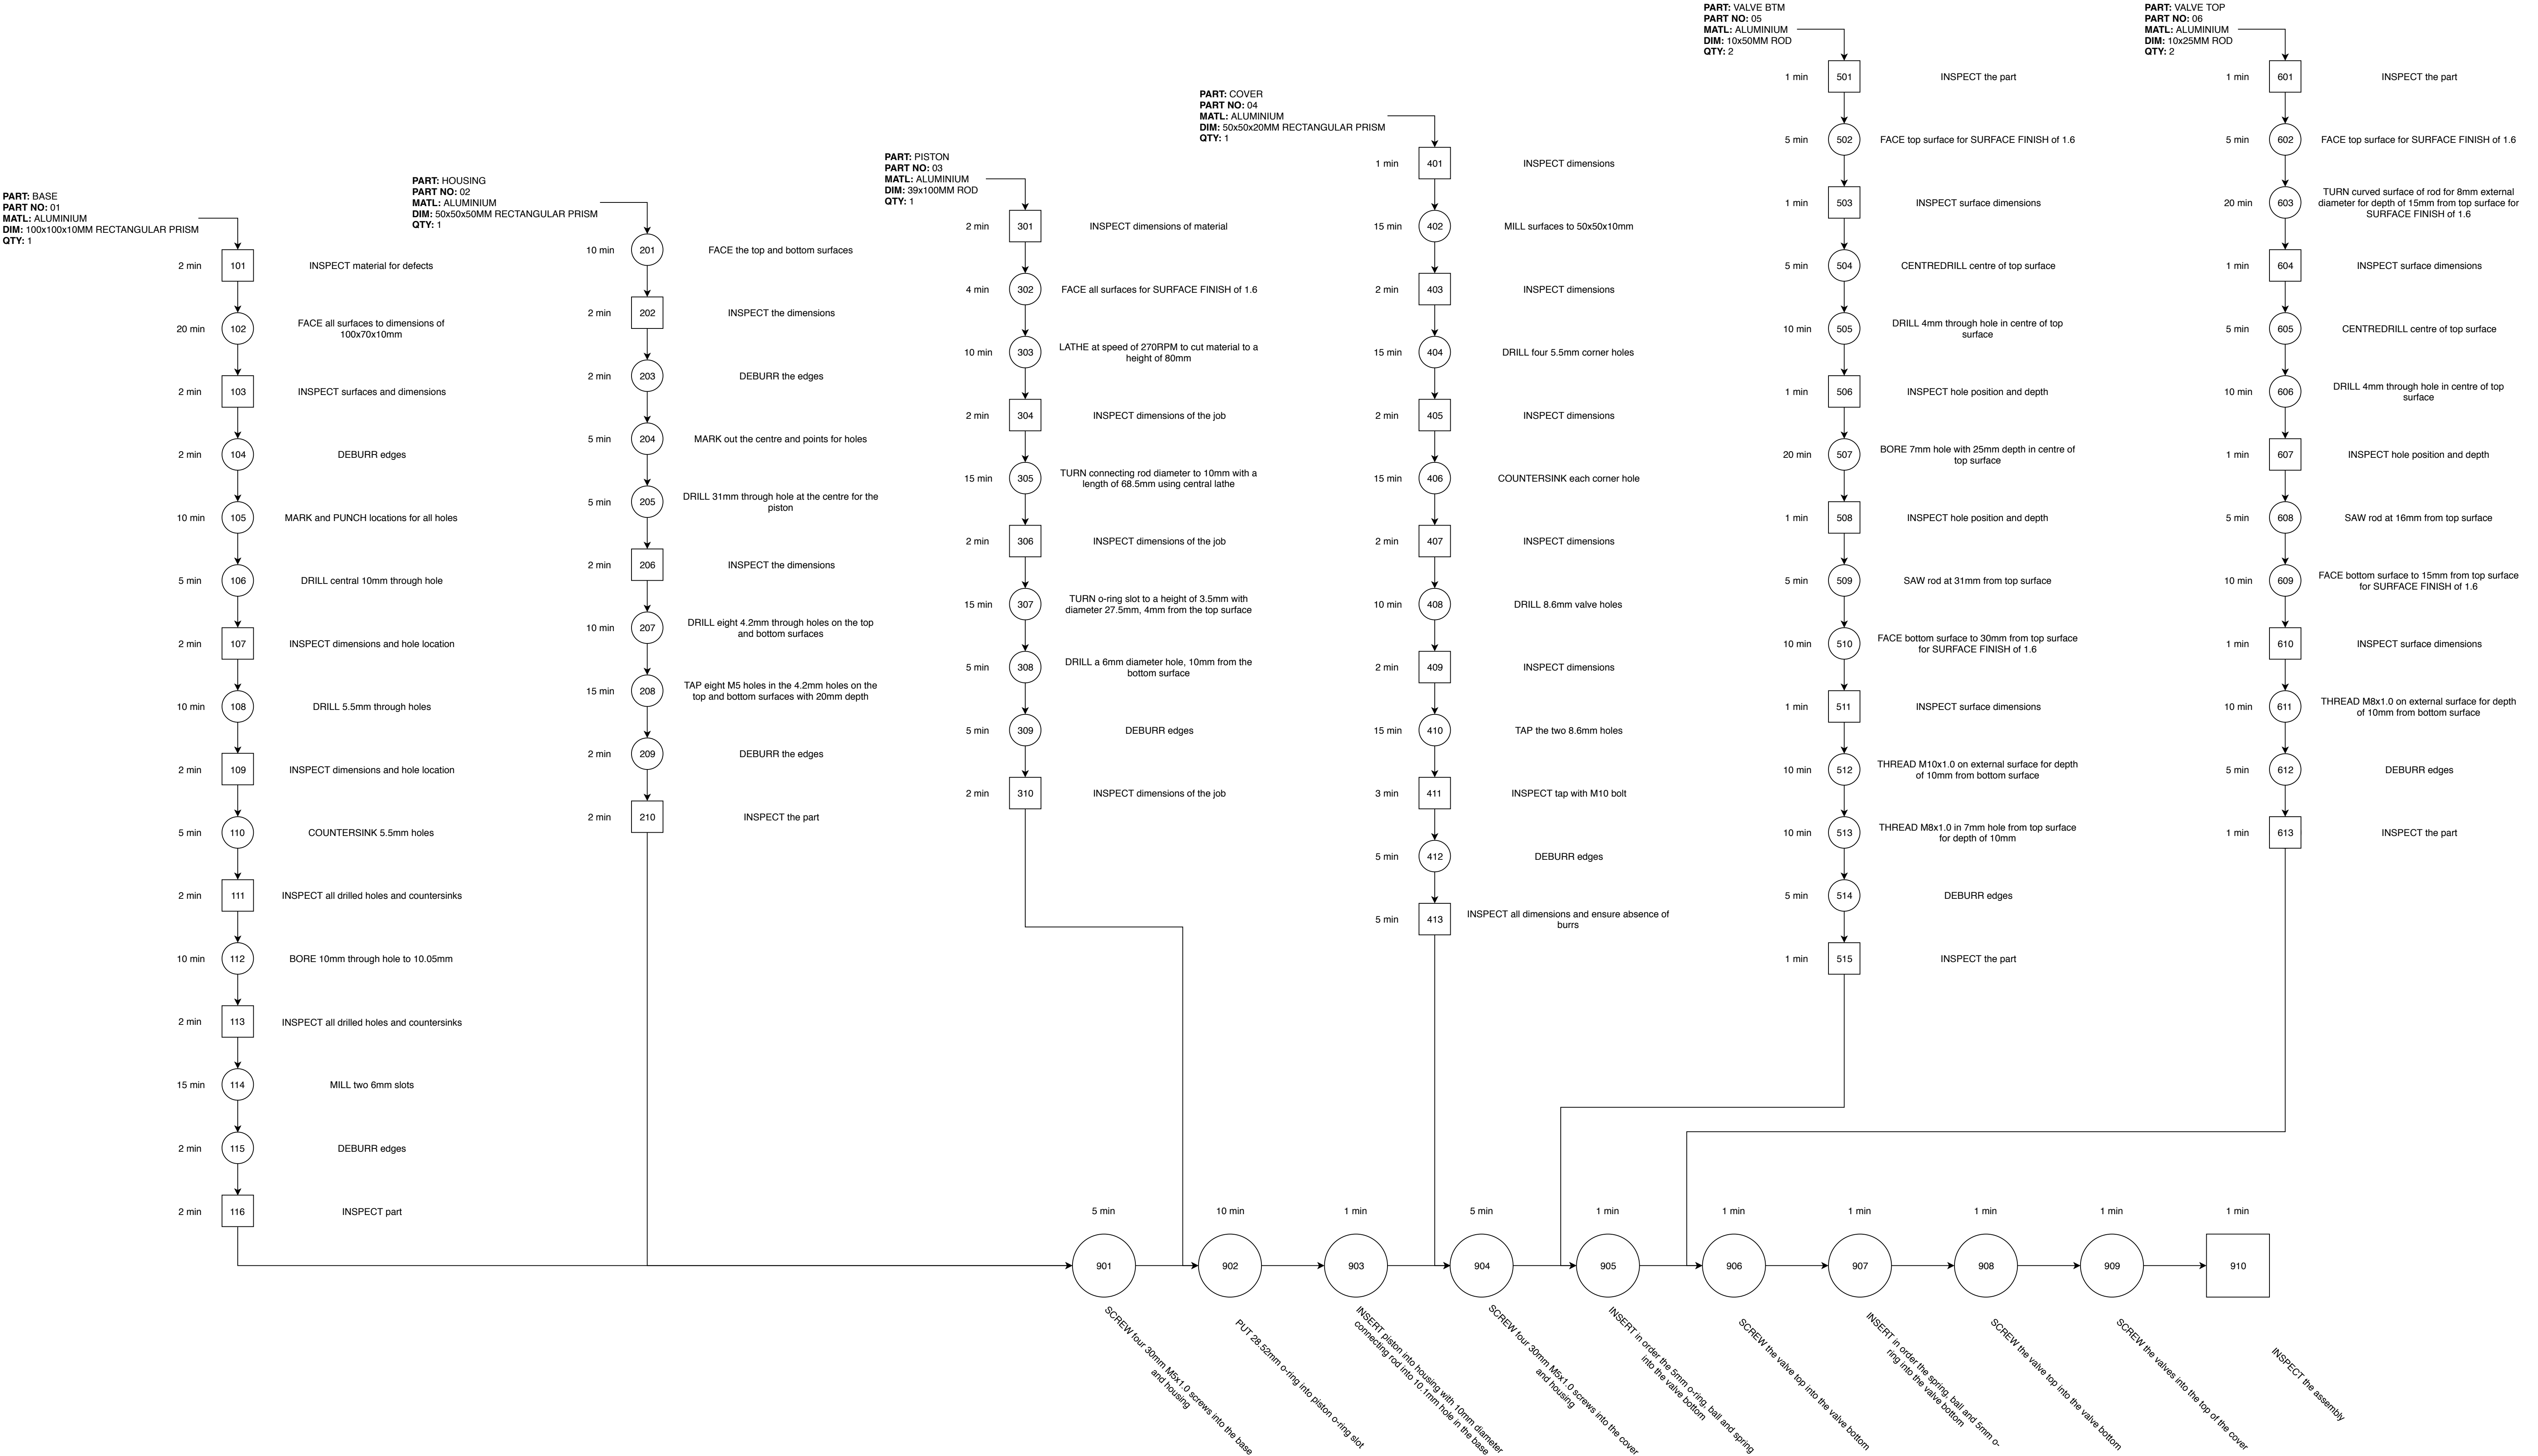 PART: BASE
PART NO: 01
MATL: ALUMINIUM
DIM: 100x100x10MM RECTANGULAR PRISM
QTY: 1
2 min
101
INSPECT material for defects
20 min
102
FACE all surfaces to dimensions of
100x70x10mm
2 min
103
INSPECT surfaces and dimensions
2 min
104
DEBURR edges
10 min
105
MARK and PUNCH locations for all holes
5 min
106
DRILL central 10mm through hole
2 min
107
INSPECT dimensions and hole location
10 min
108
DRILL 5.5mm through holes
2 min
109
INSPECT dimensions and hole location
5 min
110
COUNTERSINK 5.5mm holes
2 min
111
INSPECT all drilled holes and countersinks
10 min
112
BORE 10mm through hole to 10.05mm
2 min
113
INSPECT all drilled holes and countersinks
15 min
114
MILL two 6mm slots
2 min
115
DEBURR edges
2 min
116
INSPECT part
PART: HOUSING
PART NO: 02
MATL: ALUMINIUM
DIM: 50x50x50MM RECTANGULAR PRISM
QTY: 1
10 min
201
FACE the top and bottom surfaces
2 min
202
INSPECT the dimensions
2 min
203
DEBURR the edges
5 min
204
MARK out the centre and points for holes
5 min
205
DRILL 31mm through hole at the centre for the
piston
2 min
206
INSPECT the dimensions
10 min
207
DRILL eight 4.2mm through holes on the top
and bottom surfaces
15 min
208
TAP eight M5 holes in the 4.2mm holes on the
top and bottom surfaces with 20mm depth
2 min
209
DEBURR the edges
2 min
210
INSPECT the part
PART: PISTON
PART NO: 03
MATL: ALUMINIUM
DIM: 39x100MM ROD
QTY: 1
2 min
301
INSPECT dimensions of material
4 min
302
FACE all surfaces for SURFACE FINISH of 1.6
10 min
303
LATHE at speed of 270RPM to cut material to a
height of 80mm
2 min
304
INSPECT dimensions of the job
15 min
305
TURN connecting rod diameter to 10mm with a
length of 68.5mm using central lathe
2 min
306
INSPECT dimensions of the job
15 min
307
TURN o-ring slot to a height of 3.5mm with
diameter 27.5mm, 4mm from the top surface
5 min
308
DRILL a 6mm diameter hole, 10mm from the
bottom surface
5 min
309
DEBURR edges
2 min
310
INSPECT dimensions of the job
PART: COVER
PART NO: 04
MATL: ALUMINIUM
DIM: 50x50x20MM RECTANGULAR PRISM
QTY: 1
1 min
401
INSPECT dimensions
15 min
402
MILL surfaces to 50x50x10mm
2 min
403
INSPECT dimensions
15 min
404
DRILL four 5.5mm corner holes
2 min
405
INSPECT dimensions
15 min
406
COUNTERSINK each corner hole
2 min
407
INSPECT dimensions
10 min
408
DRILL 8.6mm valve holes
2 min
409
INSPECT dimensions
15 min
410
TAP the two 8.6mm holes
3 min
411
INSPECT tap with M10 bolt
5 min
412
DEBURR edges
5 min
413
INSPECT all dimensions and ensure absence of
burrs
PART: VALVE BTM
PART NO: 05
MATL: ALUMINIUM
DIM: 10x50MM ROD
QTY: 2
1 min
501
INSPECT the part
5 min
502
FACE top surface for SURFACE FINISH of 1.6
1 min
503
INSPECT surface dimensions
5 min
504
CENTREDRILL centre of top surface
10 min
505
DRILL 4mm through hole in centre of top
surface
1 min
506
INSPECT hole position and depth
20 min
507
BORE 7mm hole with 25mm depth in centre of
top surface
1 min
508
INSPECT hole position and depth
5 min
509
SAW rod at 31mm from top surface
10 min
510
FACE bottom surface to 30mm from top surface
for SURFACE FINISH of 1.6
1 min
511
INSPECT surface dimensions
10 min
512
THREAD M10x1.0 on external surface for depth
of 10mm from bottom surface
10 min
513
THREAD M8x1.0 in 7mm hole from top surface
for depth of 10mm
5 min
514
DEBURR edges
1 min
515
INSPECT the part
PART: VALVE TOP
PART NO: 06
MATL: ALUMINIUM
DIM: 10x25MM ROD
QTY: 2
1 min
601
INSPECT the part
5 min
602
FACE top surface for SURFACE FINISH of 1.6
20 min
603
TURN curved surface of rod for 8mm external
diameter for depth of 15mm from top surface for
SURFACE FINISH of 1.6
1 min
604
INSPECT surface dimensions
5 min
605
CENTREDRILL centre of top surface
10 min
606
DRILL 4mm through hole in centre of top
surface
1 min
607
INSPECT hole position and depth
5 min
608
SAW rod at 16mm from top surface
10 min
609
FACE bottom surface to 15mm from top surface
for SURFACE FINISH of 1.6
1 min
610
INSPECT surface dimensions
10 min
611
THREAD M8x1.0 on external surface for depth
of 10mm from bottom surface
5 min
612
DEBURR edges
1 min
613
INSPECT the part
5 min
901
SCREW four 30mm M5x1.0 screws into the base
and housing
10 min
902
PUT 28.52mm o-ring into piston o-ring slot
1 min
903
INSERT piston into housing with 10mm diameter
connecting rod into 10.1mm hole in the base
5 min
904
SCREW four 30mm M5x1.0 screws into the cover
and housing
1 min
905
INSERT in order the 5mm o-ring, ball and spring
into the valve bottom
1 min
906
SCREW the valve top into the valve bottom
1 min
907
INSERT in order the spring, ball and 5mm o-
ring into the valve bottom
1 min
908
SCREW the valve top into the valve bottom
1 min
909
SCREW the valves into the top of the cover
1 min
910
INSPECT the assembly